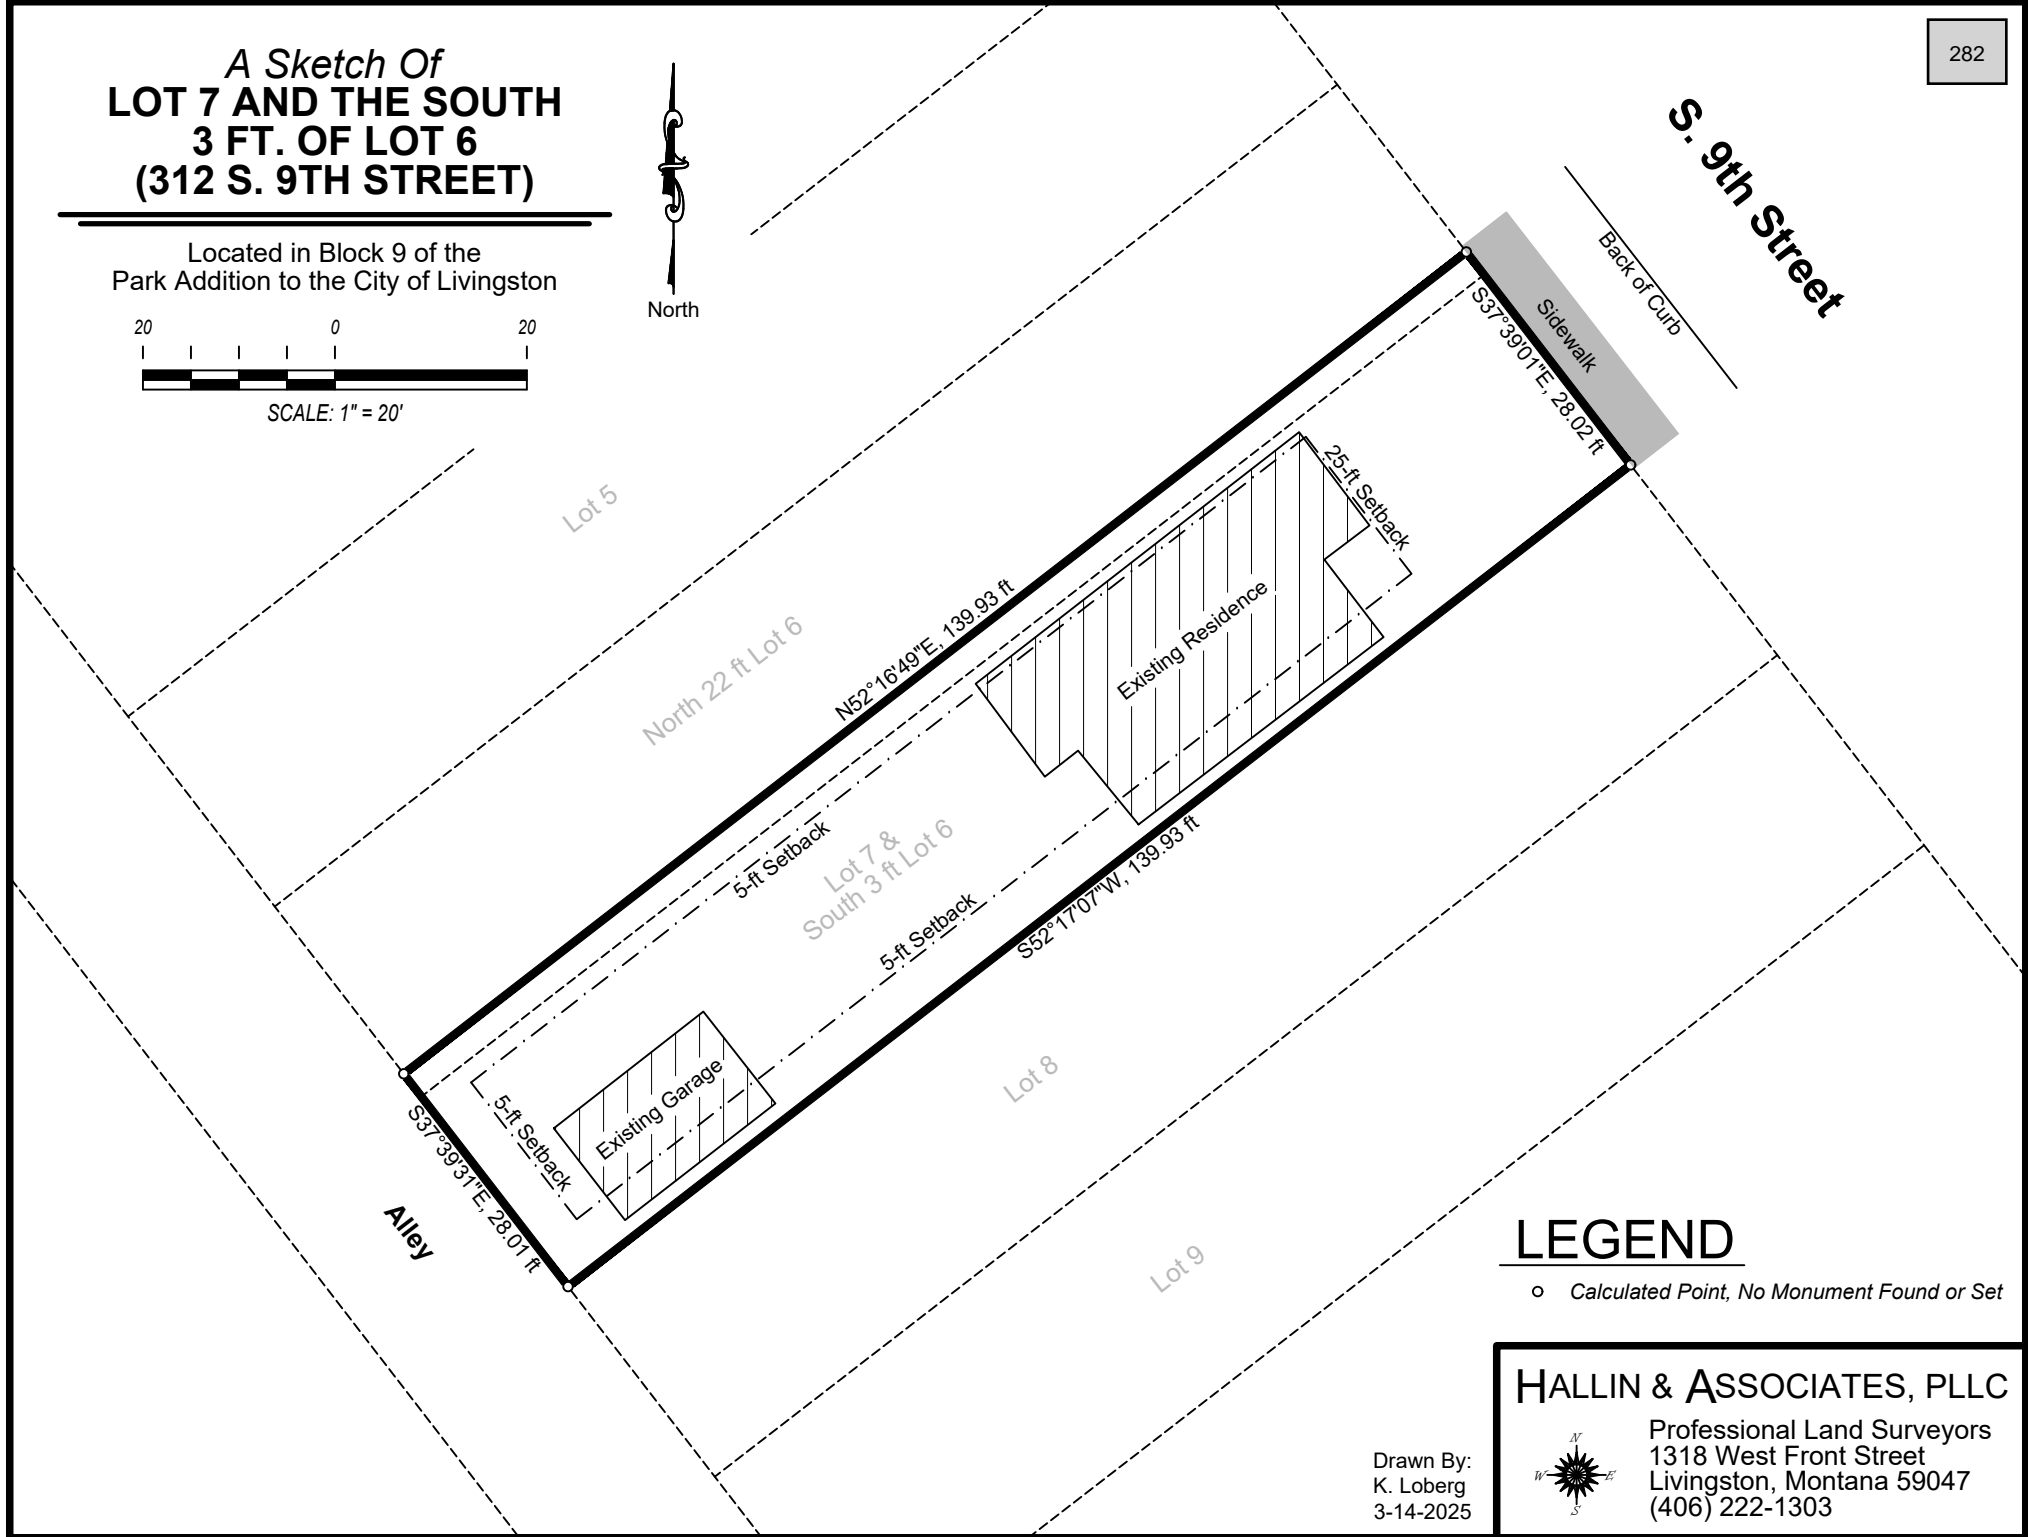 A Sketch Of
LOT 7 AND THE SOUTH
3 FT. OF LOT 6
(312 S. 9TH STREET)
Located in Block 9 of the
Park Addition to the City of Livingston
20 0 20
SCALE: 1" = 20'
North
282
S. 9th Street
Back of Curb
Sidewalk
S37°39'01"E, 28.02 ft
25-ft Setback
Lot 5
North 22 ft Lot 6
N52°16'49"E, 139.93 ft
Existing Residence
5-ft Setback
Lot 7 &
South 3 ft Lot 6
5-ft Setback
S52°17'07"W, 139.93 ft
Existing Garage
5-ft Setback
S37°39'31"E, 28.01 ft
Alley
Lot 8
Lot 9
LEGEND
Calculated Point, No Monument Found or Set
HALLIN & ASSOCIATES, PLLC
N
W E
S
Professional Land Surveyors
1318 West Front Street
Livingston, Montana 59047
(406) 222-1303
Drawn By:
K. Loberg
3-14-2025